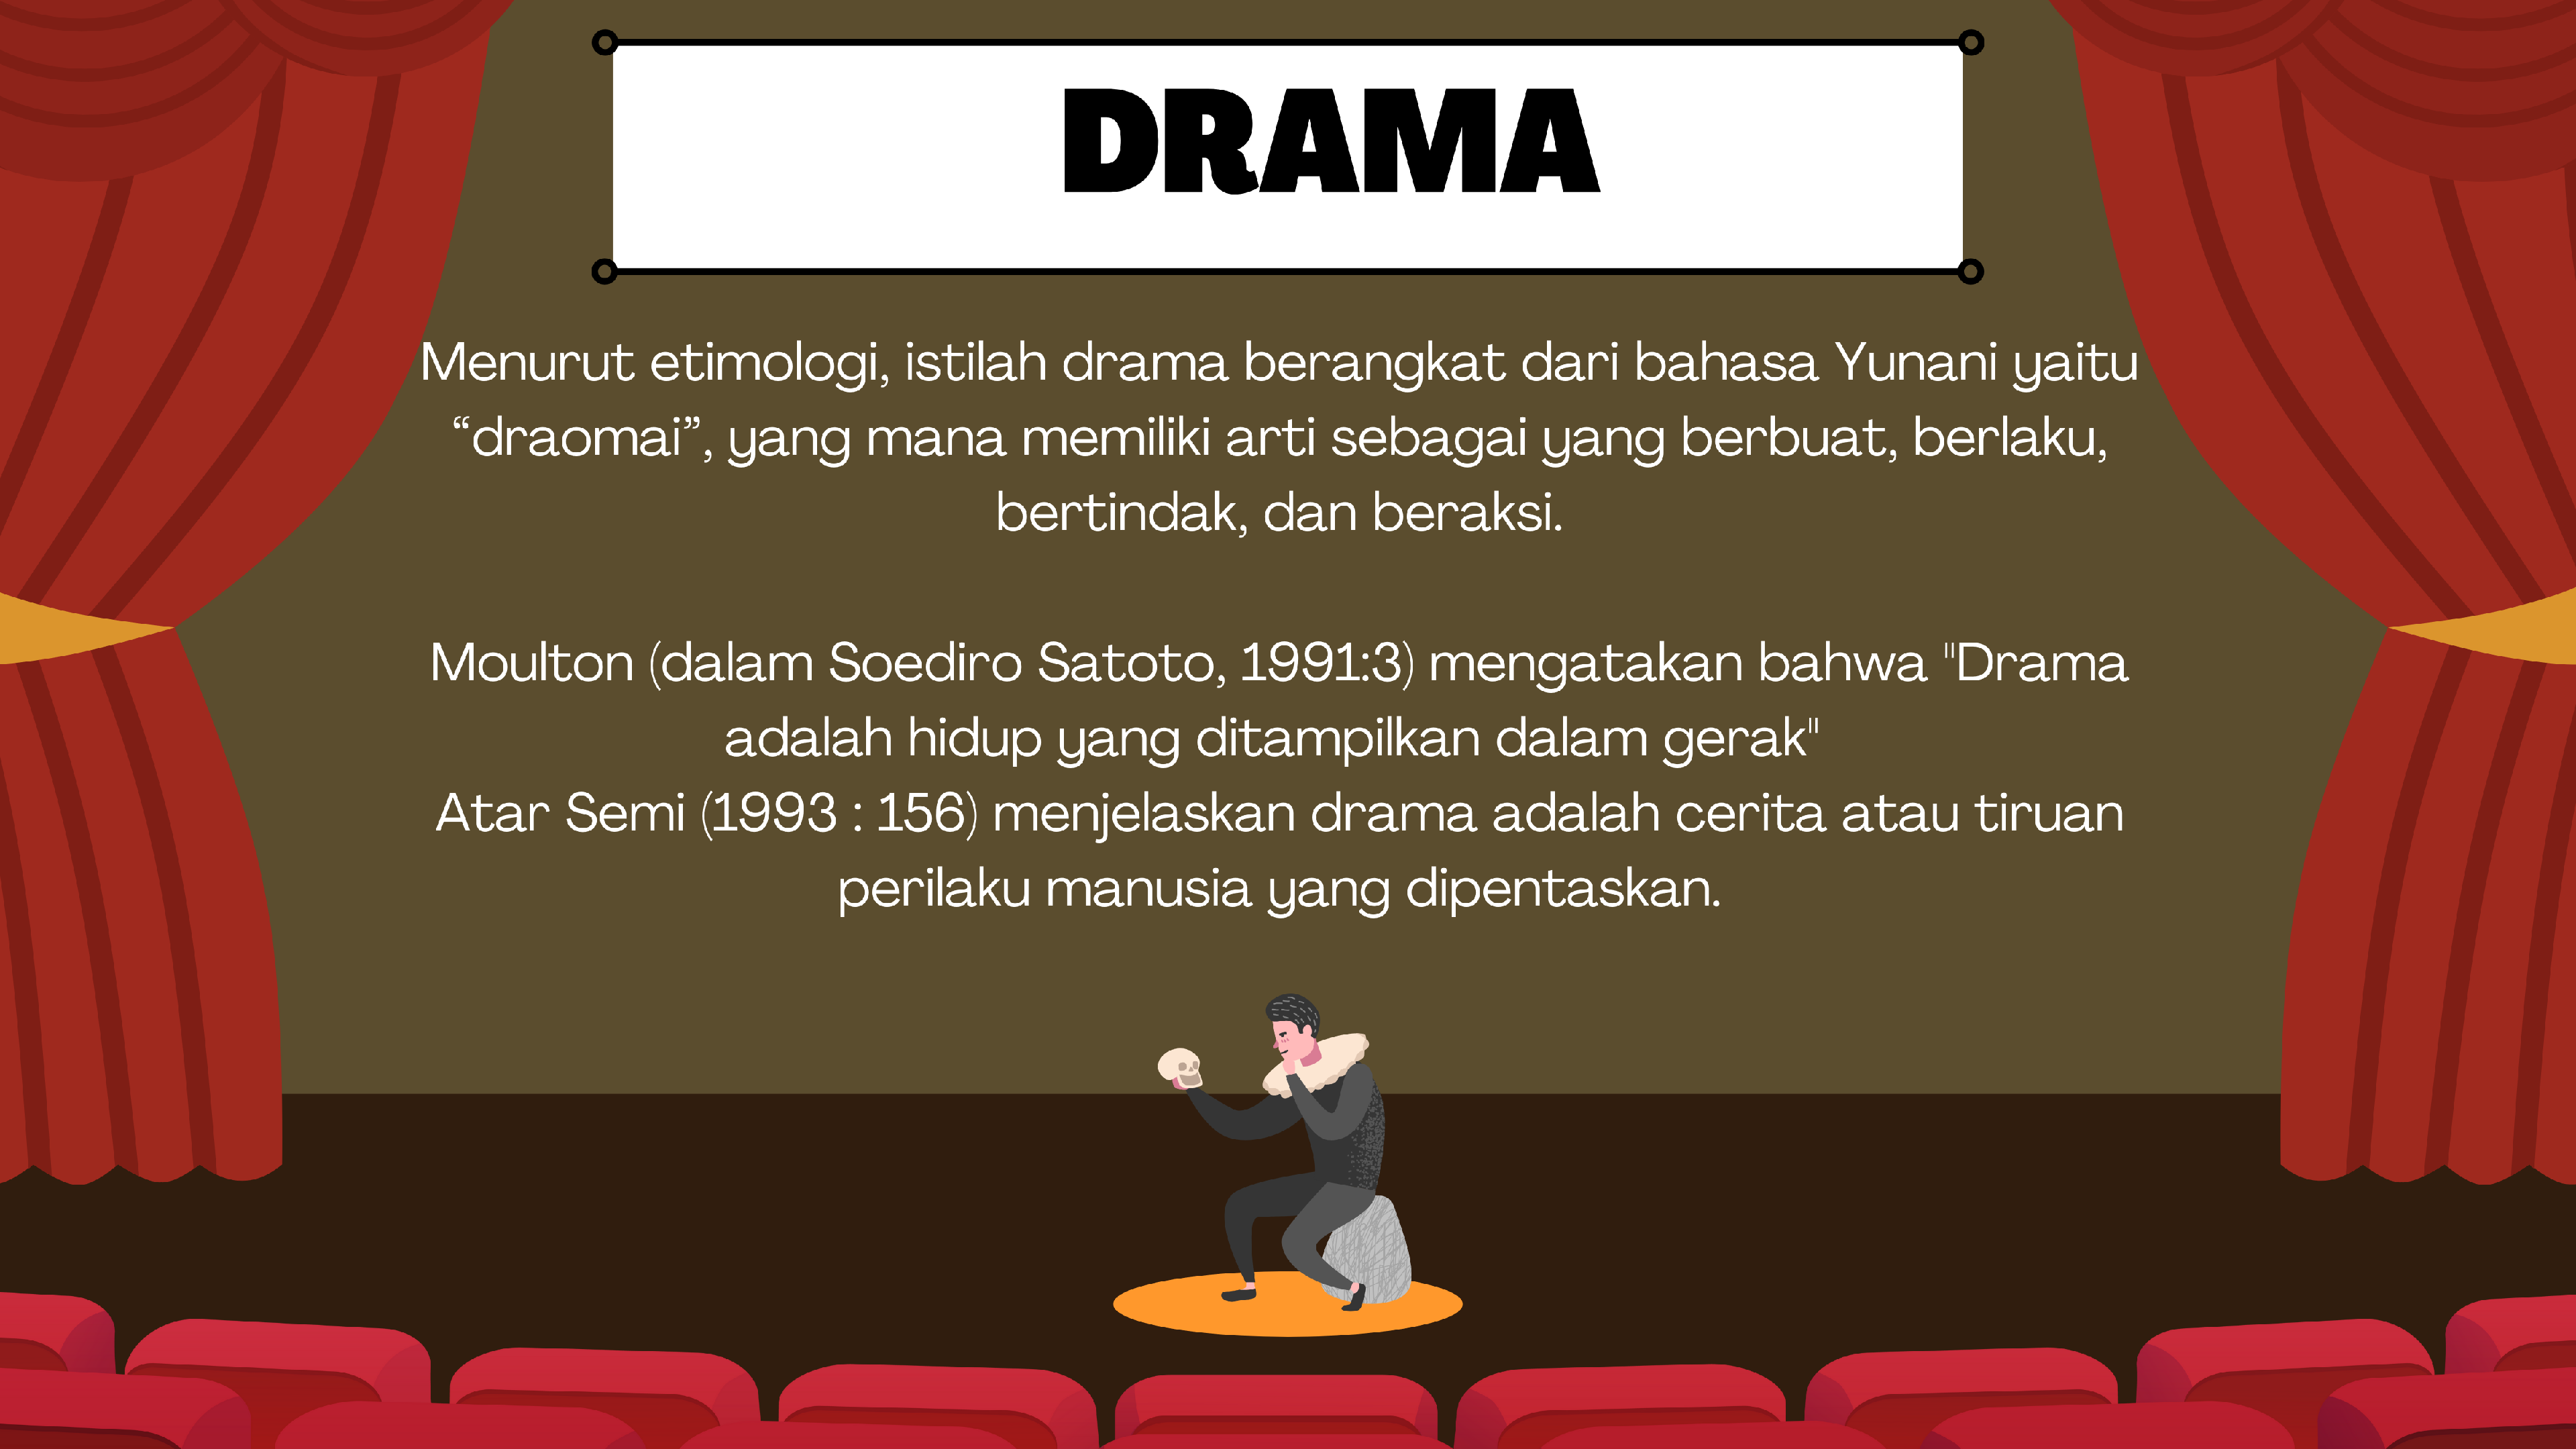 DRAMA
Menurut etimologi, istilah drama berangkat dari bahasa Yunani yaitu
“draomai”, yang mana memiliki arti sebagai yang berbuat, berlaku,
bertindak, dan beraksi.
Moulton (dalam Soediro Satoto, 1991:3) mengatakan bahwa "Drama
adalah hidup yang ditampilkan dalam gerak"
Atar Semi (1993 : 156) menjelaskan drama adalah cerita atau tiruan
perilaku manusia yang dipentaskan.